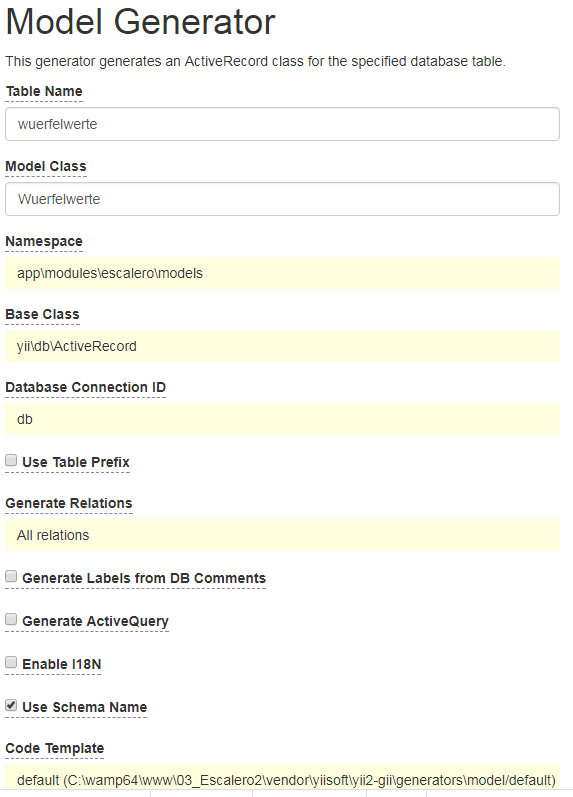 Model Generator
This generator generates an ActiveRecord class for the specified database table.
Table Name
wuerfelwerte
Model Class
Wuerfelwerte
Namespace
app\modules\escalero\models
Base Class
yii\db\ActiveRecord
Database Connection ID
db
Use Table Prefix
Generate Relations
All relations
Generate Labels from DB Comments
Generate ActiveQuery
Enable I18N
Use Schema Name
Code Template
default (C:\wamp64\www\03_Escalero2\vendor\yiisoft\yii2-gii\generators\model/default)